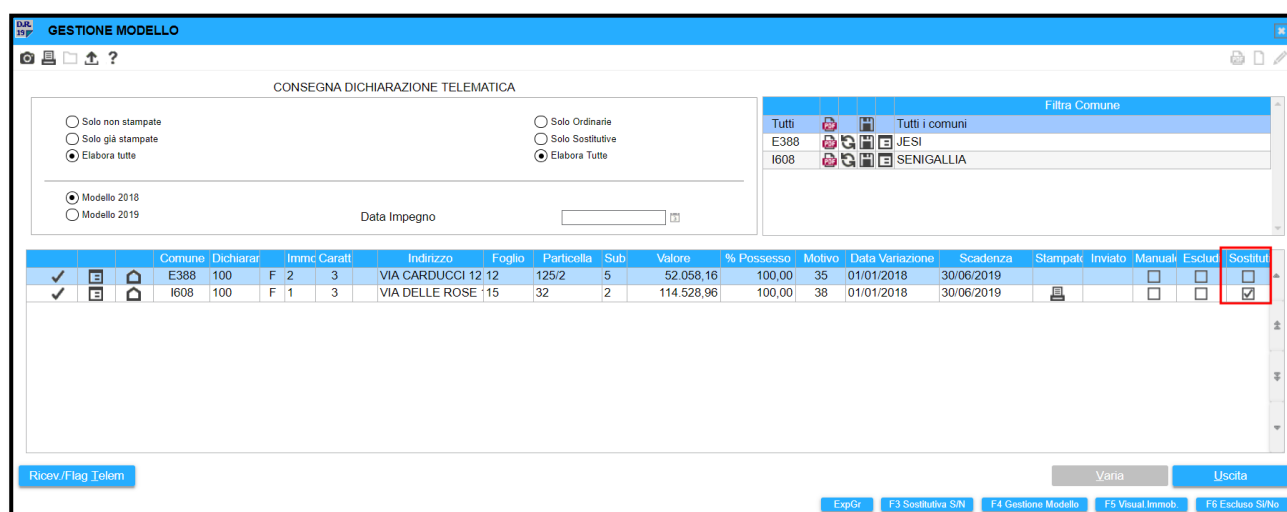 D.R. 19 GESTIONE MODELLO
?
CONSEGNA DICHIARAZIONE TELEMATICA
Solo non stampate
Solo già stampate
Elabora tutte
Solo Ordinarie
Solo Sostitutive
Elabora Tutte
Modello 2018
Modello 2019
Data Impegno
Filtra Comune
Tutti PDF Tutti i comuni
E388 PDF JESI
I608 PDF SENIGALLIA
Comune Dichiarar Immo Caratt Indirizzo Foglio Particella Sub Valore % Possesso Motivo Data Variazione Scadenza Stampato Inviato Manuale Esclud Sostituti
E388 100 F 2 3 VIA CARDUCCI 12 12 125/2 5 52.058,16 100,00 35 01/01/2018 30/06/2019
I608 100 F 1 3 VIA DELLE ROSE 15 32 2 114.528,96 100,00 38 01/01/2018 30/06/2019
Ricev./Flag Telem
Varia Uscita
ExpGr F3 Sostitutiva S/N F4 Gestione Modello F5 Visual.Immob. F6 Escluso Sì/No